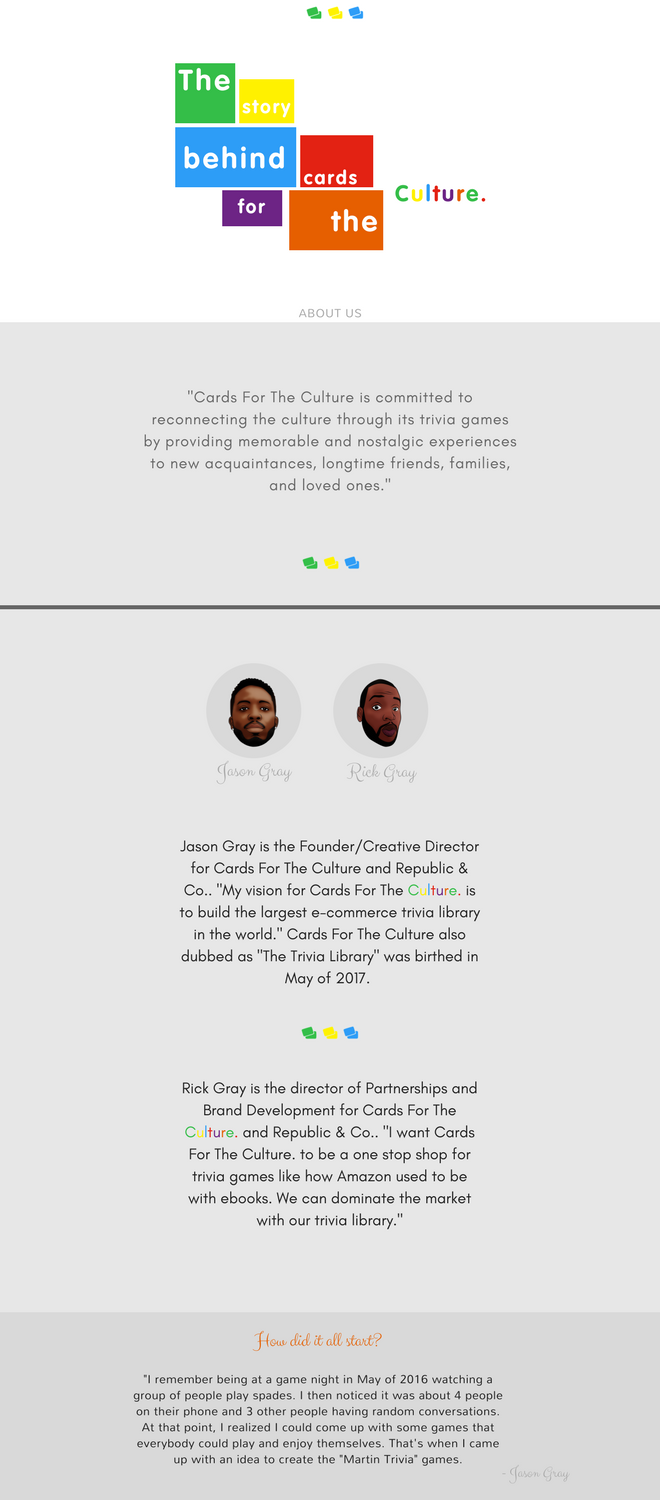 The
story
behind
cards
for
the
Culture.
ABOUT US
"Cards For The Culture is committed to
reconnecting the culture through its trivia games
by providing memorable and nostalgic experiences
to new acquaintances, longtime friends, families,
and loved ones."
Jason Gray
Rick Gray
Jason Gray is the Founder/Creative Director
for Cards For The Culture and Republic &
Co.. "My vision for Cards For The Culture. is
to build the largest e-commerce trivia library
in the world." Cards For The Culture also
dubbed as "The Trivia Library" was birthed in
May of 2017.
Rick Gray is the director of Partnerships and
Brand Development for Cards For The
Culture. and Republic & Co.. "I want Cards
For The Culture. to be a one stop shop for
trivia games like how Amazon used to be
with ebooks. We can dominate the market
with our trivia library."
How did it all start?
"I remember being at a game night in May of 2016 watching a
group of people play spades. I then noticed it was about 4 people
on their phone and 3 other people having random conversations.
At that point, I realized I could come up with some games that
everybody could play and enjoy themselves. That's when I came
up with an idea to create the "Martin Trivia" games.
- Jason Gray